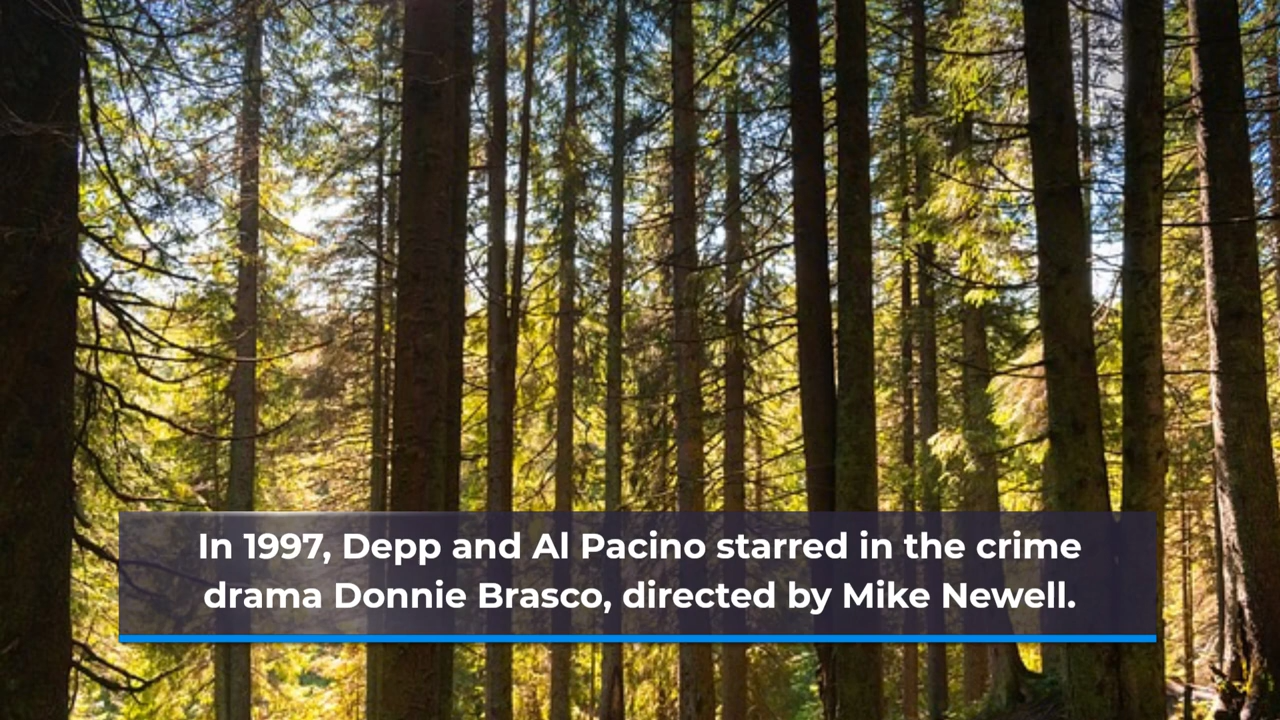 In 1997, Depp and Al Pacino starred in the crime
drama Donnie Brasco, directed by Mike Newell.